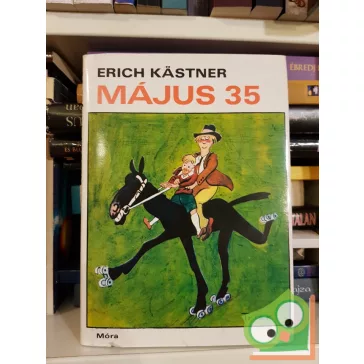 ERICH KÄSTNER
MÁJUS 35
Móra